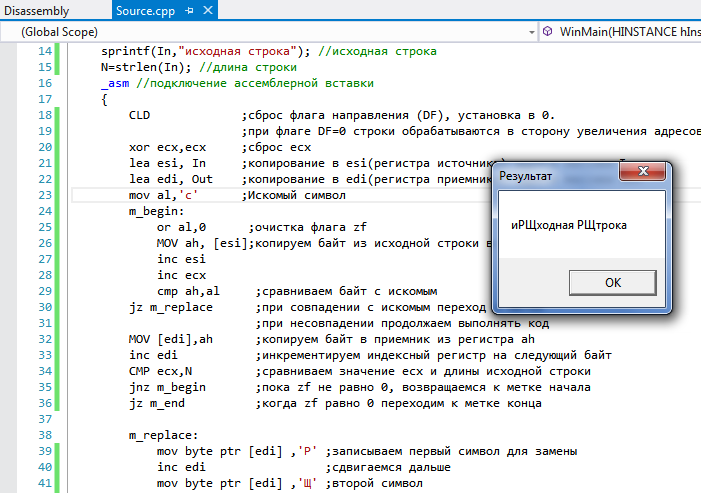 Disassembly
Source.cpp
(Global Scope)
WinMain(HINSTANCE hIns
14 sprintf(In,"исходная строка"); //исходная строка
15 N=strlen(In); //длина строки
16 _asm //подключение ассемблерной вставки
17 {
18 CLD ;сброс флага направления (DF), установка в 0.
19 ;при флаге DF=0 строки обрабатываются в сторону увеличения адресов
20 xor ecx,ecx ;сброс ecx
21 lea esi, In ;копирование в esi(регистра источник
22 lea edi, Out ;копирование в edi(регистра приемник
23 mov al,'с' ;Искомый символ
24 m_begin:
25 or al,0 ;очистка флага zf
26 MOV ah, [esi];копируем байт из исходной строки в
27 inc esi
28 inc ecx
29 cmp ah,al ;сравниваем байт с искомым
30 jz m_replace ;при совпадении с искомым переход
31 ;при несовпадении продолжаем выполнять код
32 MOV [edi],ah ;копируем байт в приемник из регистра ah
33 inc edi ;инкрементируем индексный регистр на следующий байт
34 CMP ecx,N ;сравниваем значение ecx и длины исходной строки
35 jnz m_begin ;пока zf не равно 0, возвращаемся к метке начала
36 jz m_end ;когда zf равно 0 переходим к метке конца
37
38 m_replace:
39 mov byte ptr [edi] ,'Р' ;записываем первый символ для замены
40 inc edi ;сдвигаемся дальше
41 mov byte ptr [edi] ,'Щ' ;второй символ
Результат
иРЩходная РЩтрока
OK